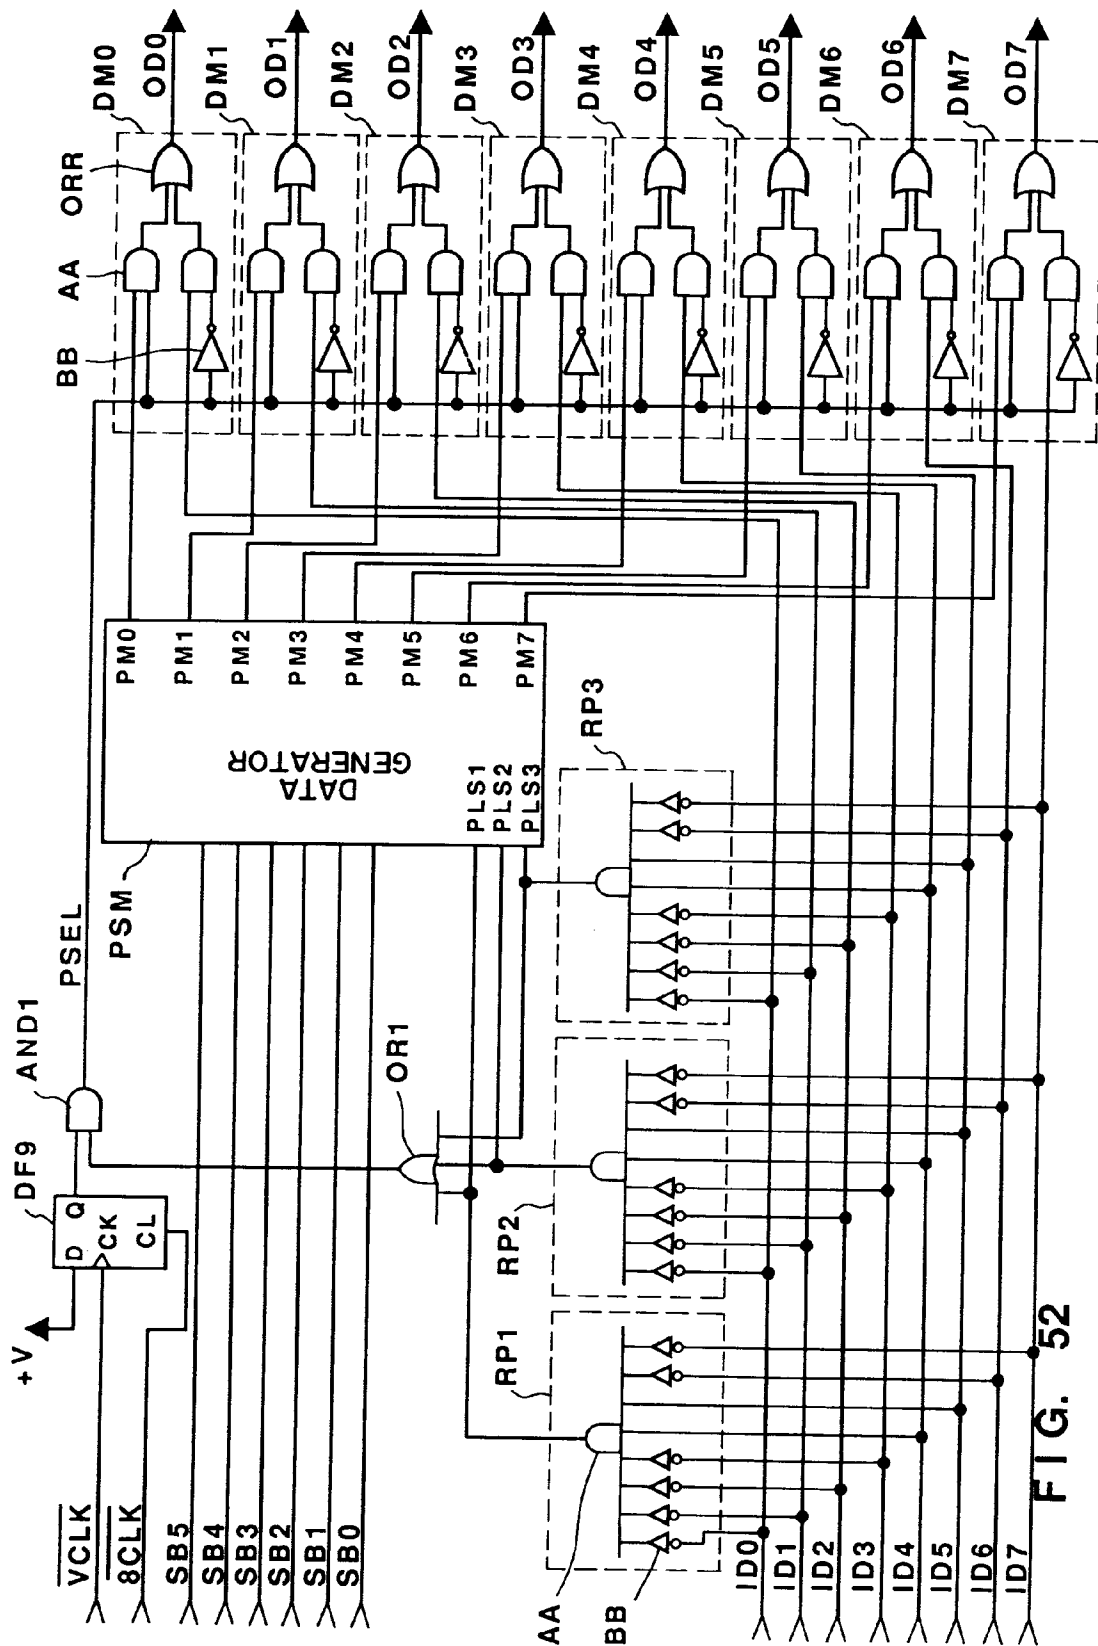 VCLK
8CLK
SB5
SB4
SB3
SB2
SB1
SB0
+V
D
Q
CK
CL
DF9
AND1
PSEL
OR1
PSM
DATA
GENERATOR
PM0
PM1
PM2
PM3
PM4
PM5
PM6
PM7
PLS1
PLS2
PLS3
RP1
RP2
RP3
AA
BB
ID0
ID1
ID2
ID3
ID4
ID5
ID6
ID7
BB
AA
ORR
DM0
OD0
DM1
OD1
DM2
OD2
DM3
OD3
DM4
OD4
DM5
OD5
DM6
OD6
DM7
OD7
FIG. 52